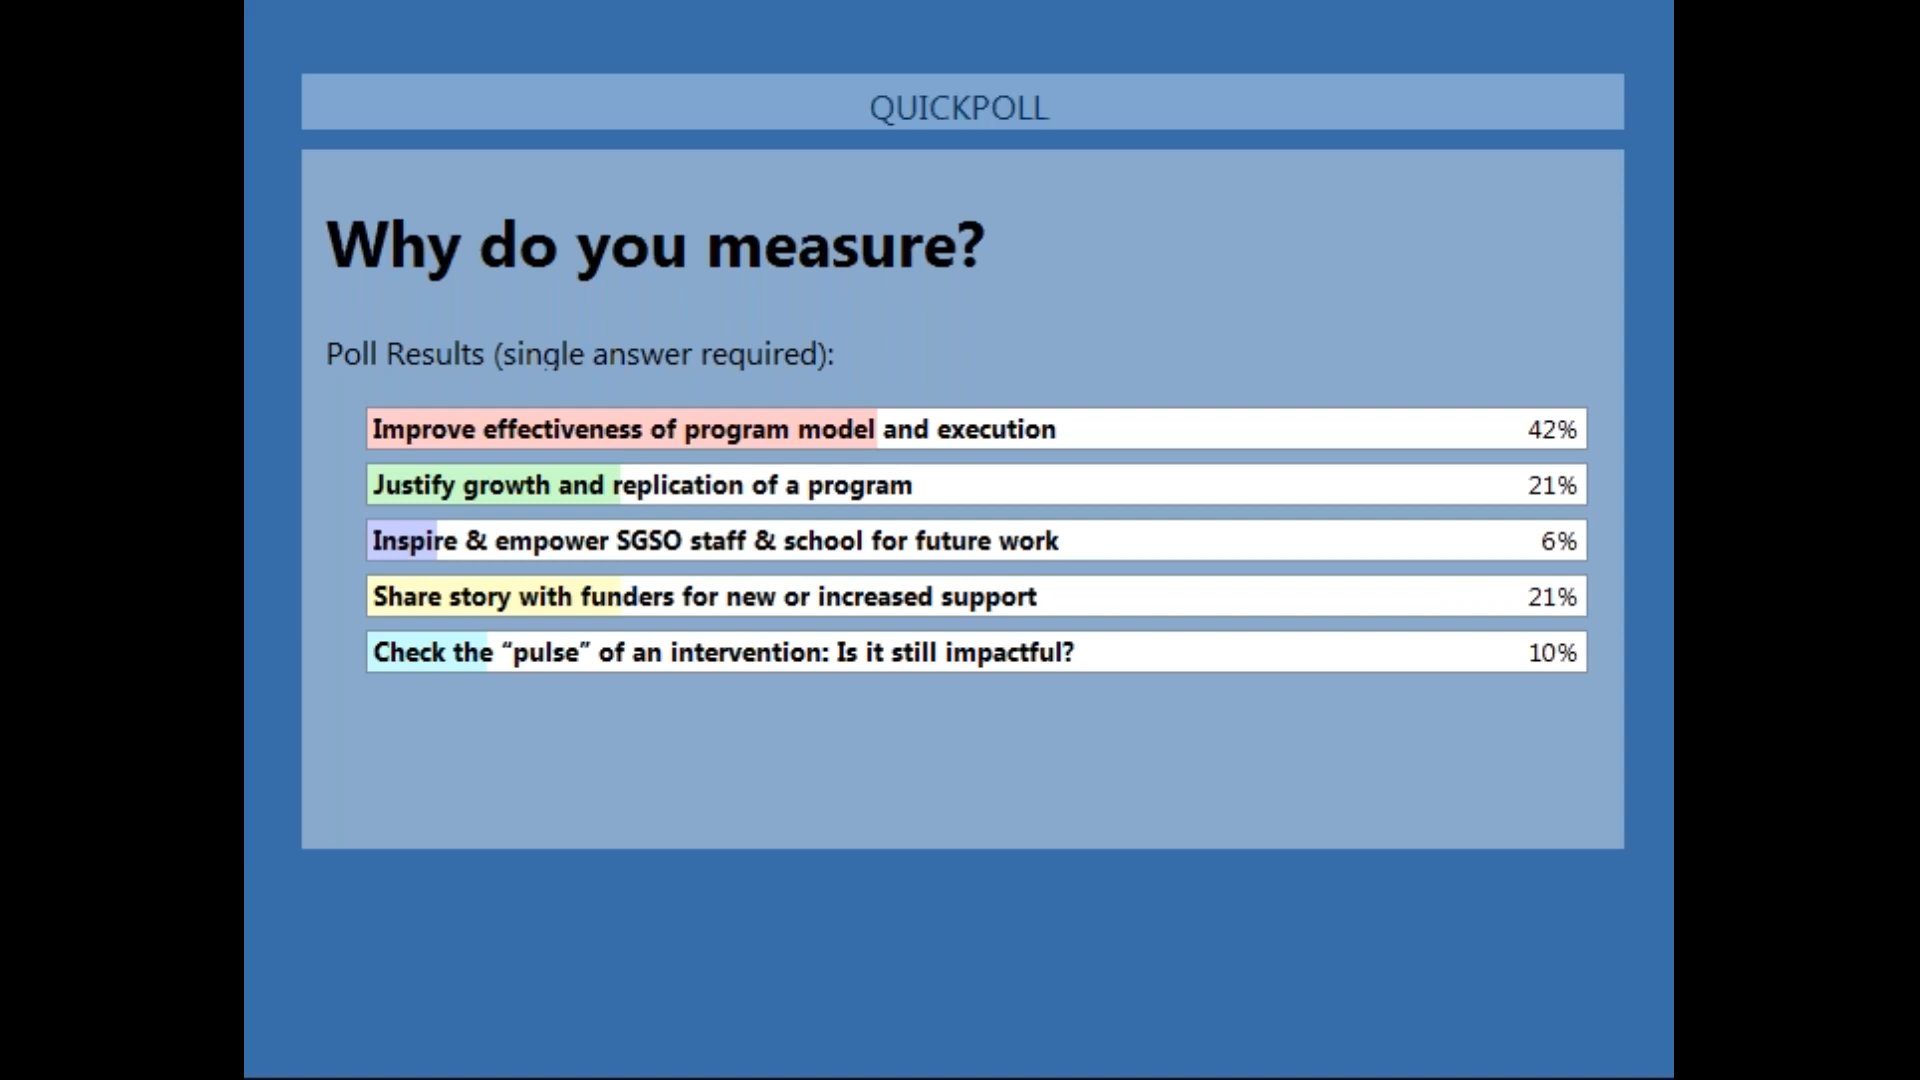 QUICKPOLL
Why do you measure?
Poll Results (single answer required):
Improve effectiveness of program model and execution 42%
Justify growth and replication of a program 21%
Inspire & empower SGSO staff & school for future work 6%
Share story with funders for new or increased support 21%
Check the “pulse” of an intervention: Is it still impactful? 10%